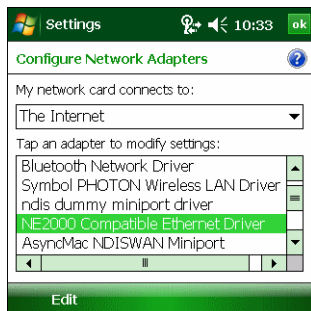 Settings 10:33 ok
Configure Network Adapters ?
My network card connects to:
The Internet
Tap an adapter to modify settings:
Bluetooth Network Driver
Symbol PHOTON Wireless LAN Driver
ndis dummy miniport driver
NE2000 Compatible Ethernet Driver
AsyncMac NDISWAN Miniport
Edit